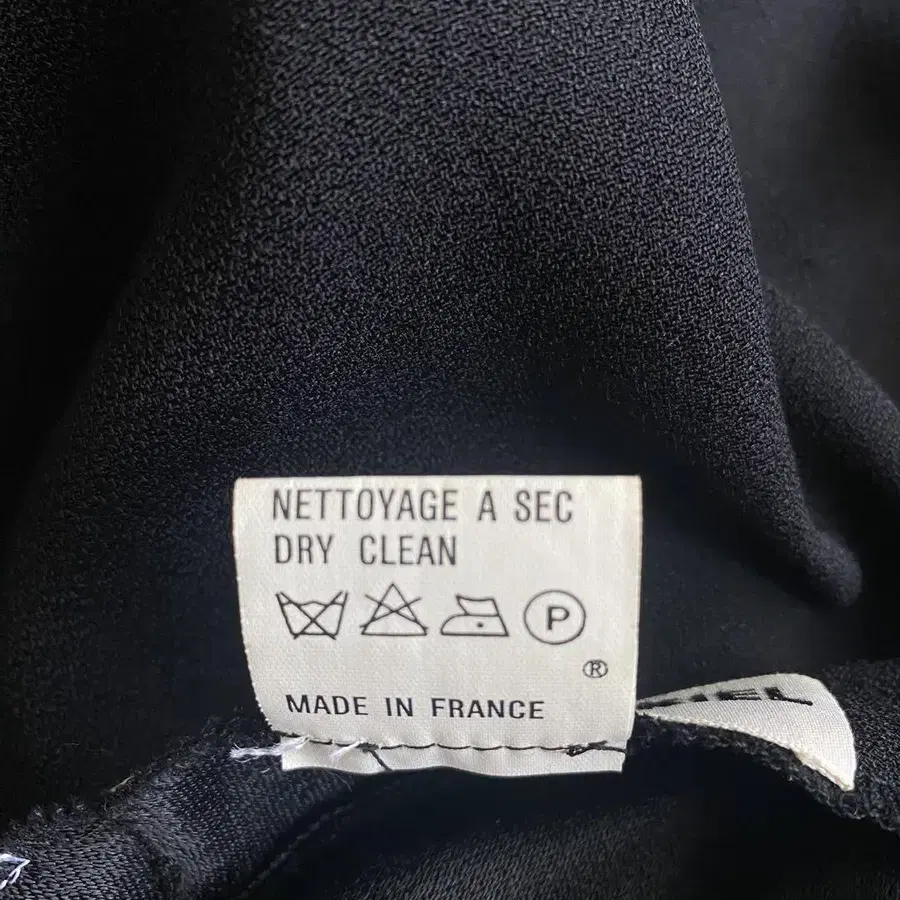 NETTOYAGE A SEC
DRY CLEAN
P
®
MADE IN FRANCE